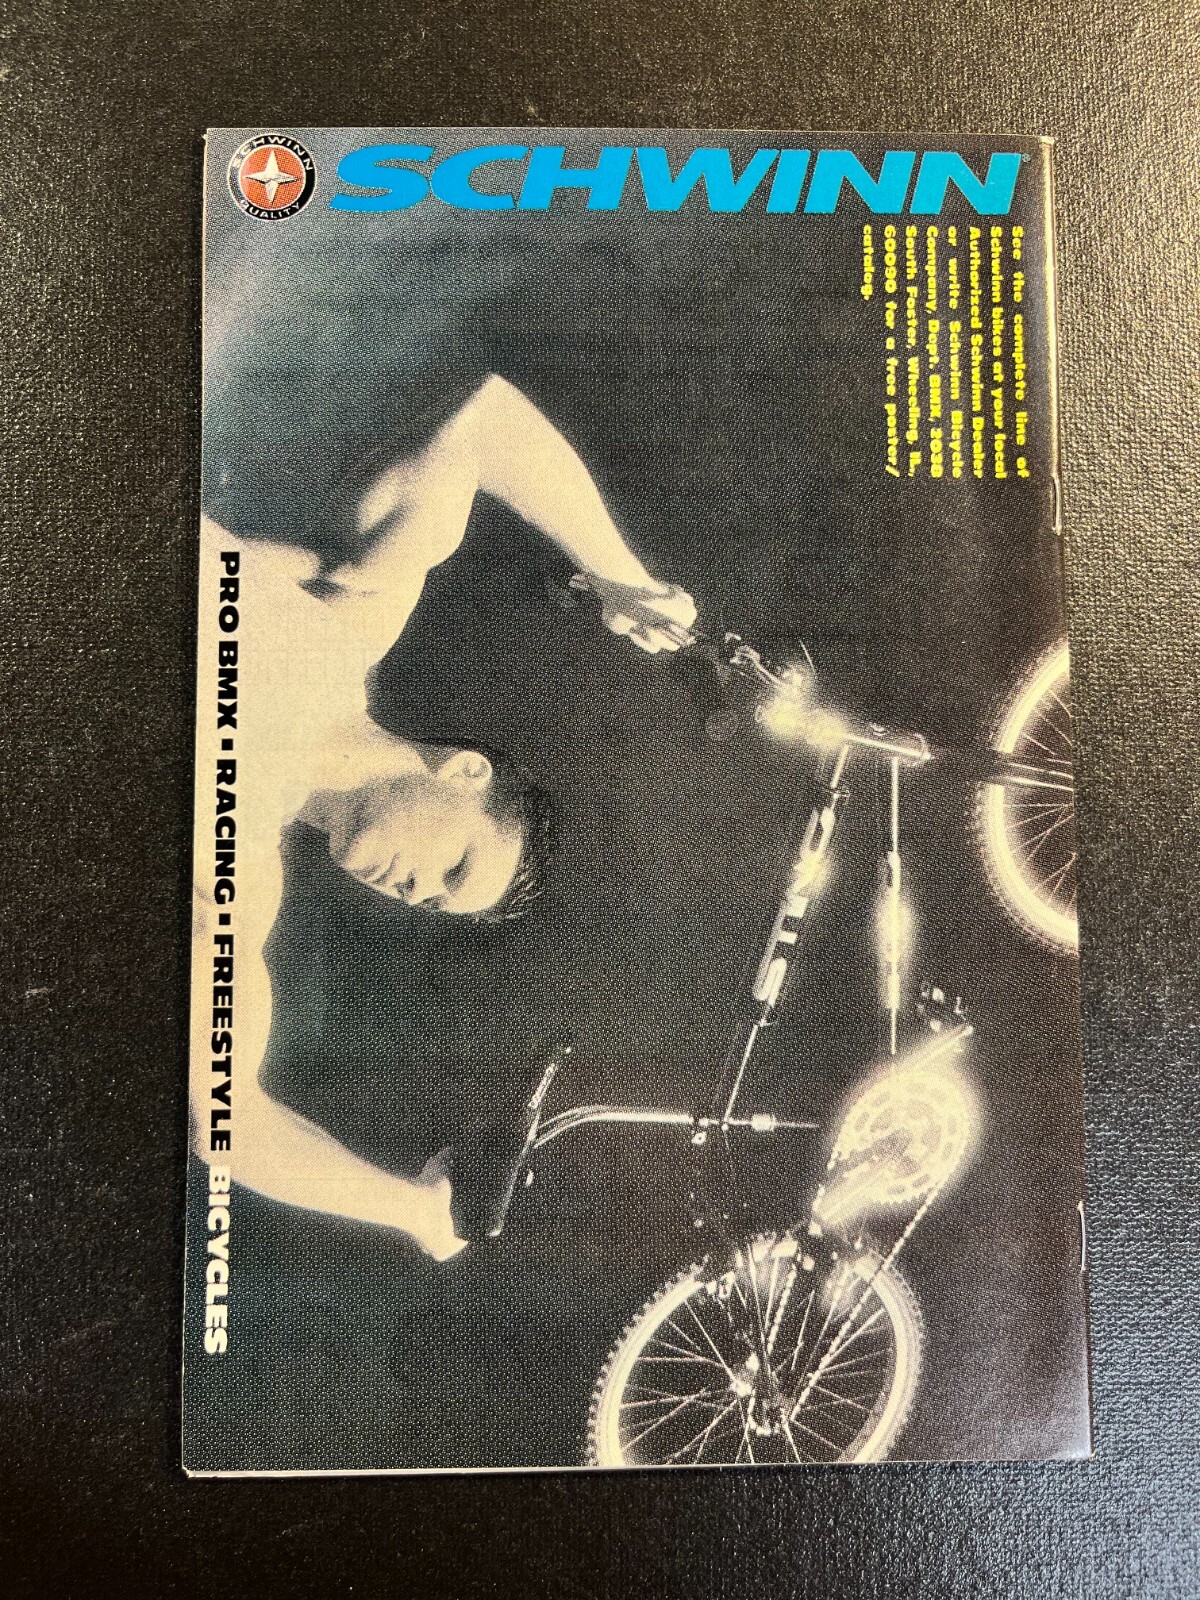 SCHWINN
QUALITY
SCHWINN®
See the complete line of
Schwinn bikes at your local
Authorized Schwinn Dealer
or write Schwinn Bicycle
Company, Dept. BMX, 2030
South Foster, Wheeling, IL.
60090 for a free poster/
catalog.
PRO BMX ▪ RACING ▪ FREESTYLE BICYCLES